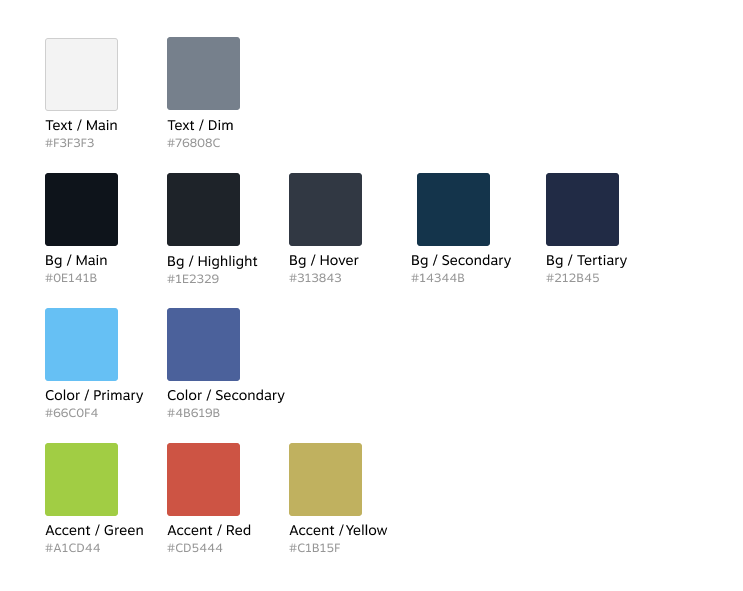 Text / Main
#F3F3F3
Text / Dim
#76808C
Bg / Main
#0E141B
Bg / Highlight
#1E2329
Bg / Hover
#313843
Bg / Secondary
#14344B
Bg / Tertiary
#212B45
Color / Primary
#66C0F4
Color / Secondary
#4B619B
Accent / Green
#A1CD44
Accent / Red
#CD5444
Accent / Yellow
#C1B15F